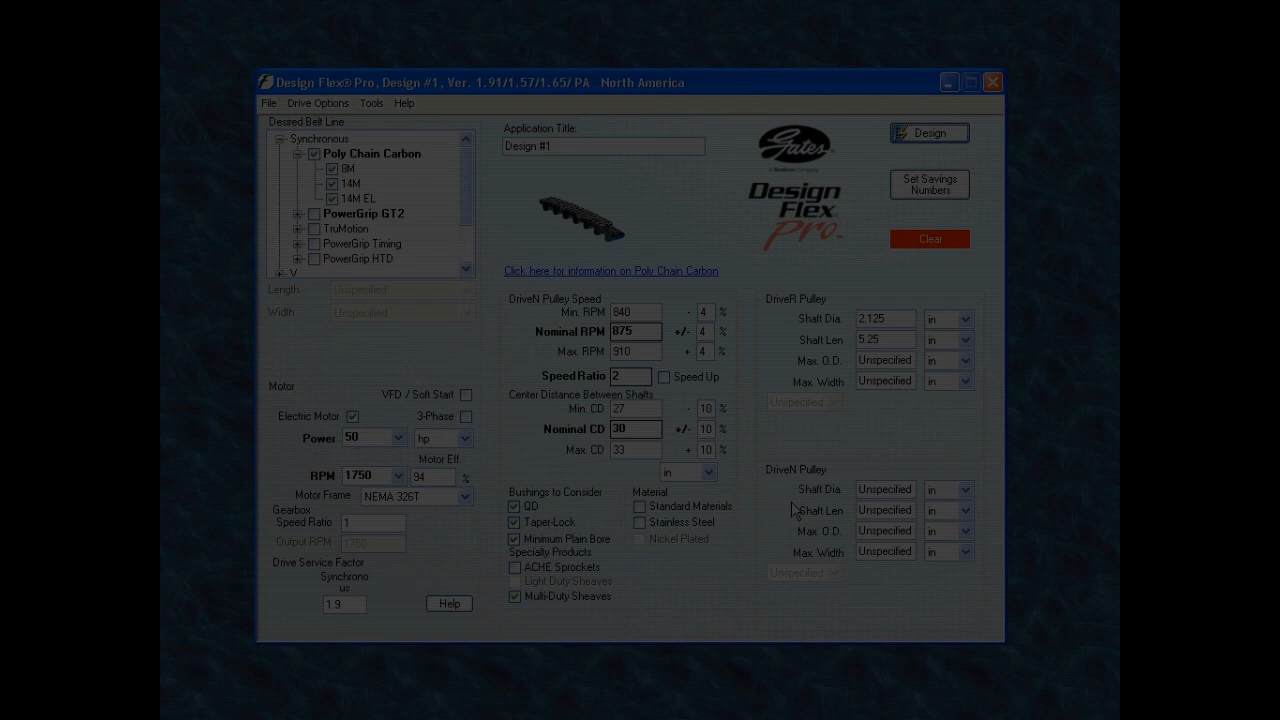 Design Flex® Pro, Design #1, Ver. 1.91/1.57/1.65/ PA North America
File Drive Options Tools Help
Desired Belt Line
Synchronous
Poly Chain Carbon
8M
14M
14M EL
PowerGrip GT2
TruMotion
PowerGrip Timing
PowerGrip HTD
V
Length Unspecified
Width Unspecified
Motor
VFD / Soft Start
Electric Motor 3-Phase
Power 50 hp
Motor Eff.
RPM 1750 94 %
Motor Frame NEMA 326T
Gearbox
Speed Ratio 1
Output RPM 1750
Drive Service Factor
Synchrono
us
1.9 Help
Application Title:
Design #1
Click here for information on Poly Chain Carbon
DriveN Pulley Speed
Min. RPM 840 - 4 %
Nominal RPM 875 +/- 4
Max. RPM 910 + 4 %
Speed Ratio 2 Speed Up
Center Distance Between Shafts
Min. CD 27 - 10 %
Nominal CD 30 +/- 10 %
Max. CD 33 + 10 %
in
Bushings to Consider
QD
Taper-Lock
Minimum Plain Bore
Specialty Products
ACHE Sprockets
Light Duty Sheaves
Multi-Duty Sheaves
Material
Standard Materials
Stainless Steel
Nickel Plated
Gates
Design
Flex
Pro
Design
Set Savings
Numbers
Clear
DriveR Pulley
Shaft Dia. 2.125 in
Shaft Len 5.25 in
Max. O.D. Unspecified in
Max. Width Unspecified in
Unspecified
DriveN Pulley
Shaft Dia. Unspecified in
Shaft Len Unspecified in
Max. O.D. Unspecified in
Max. Width Unspecified in
Unspecified